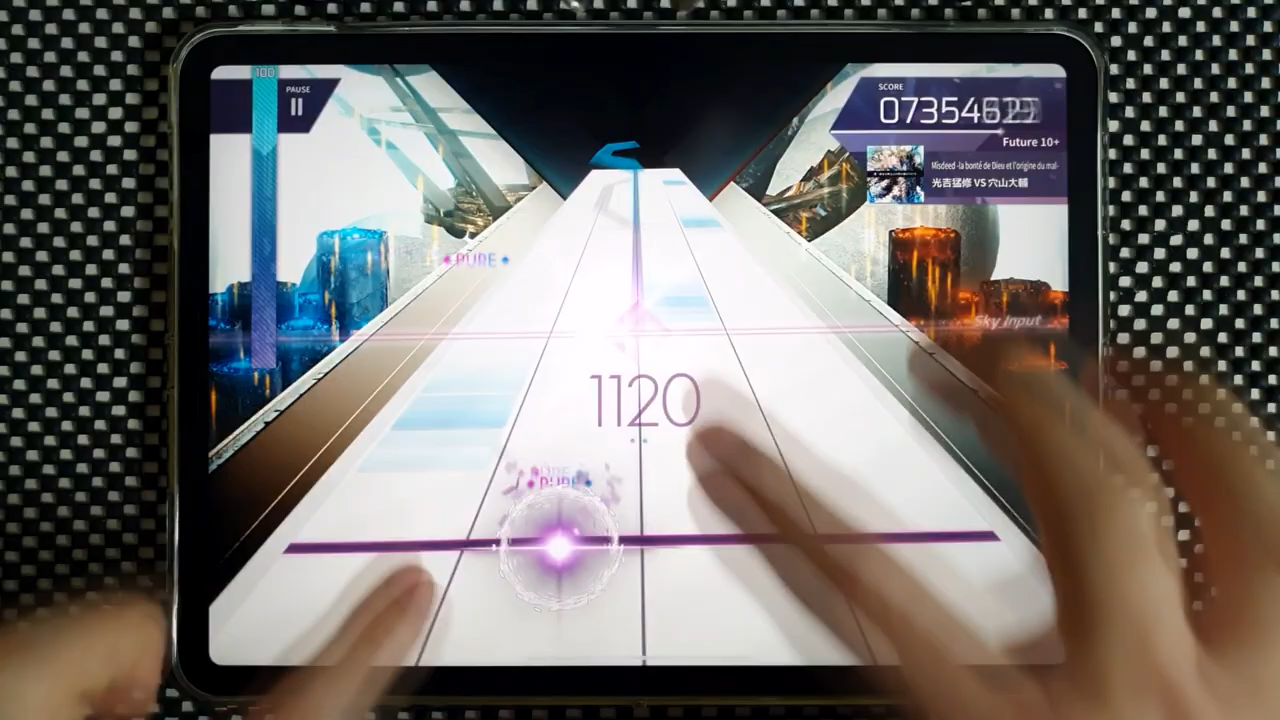 100
PAUSE
SCORE
Future 10+
Misdeed -la bonté de Dieu et l'origine du mal-
光吉猛修 VS 穴山大輔
PURE
Sky Input
1120
PURE